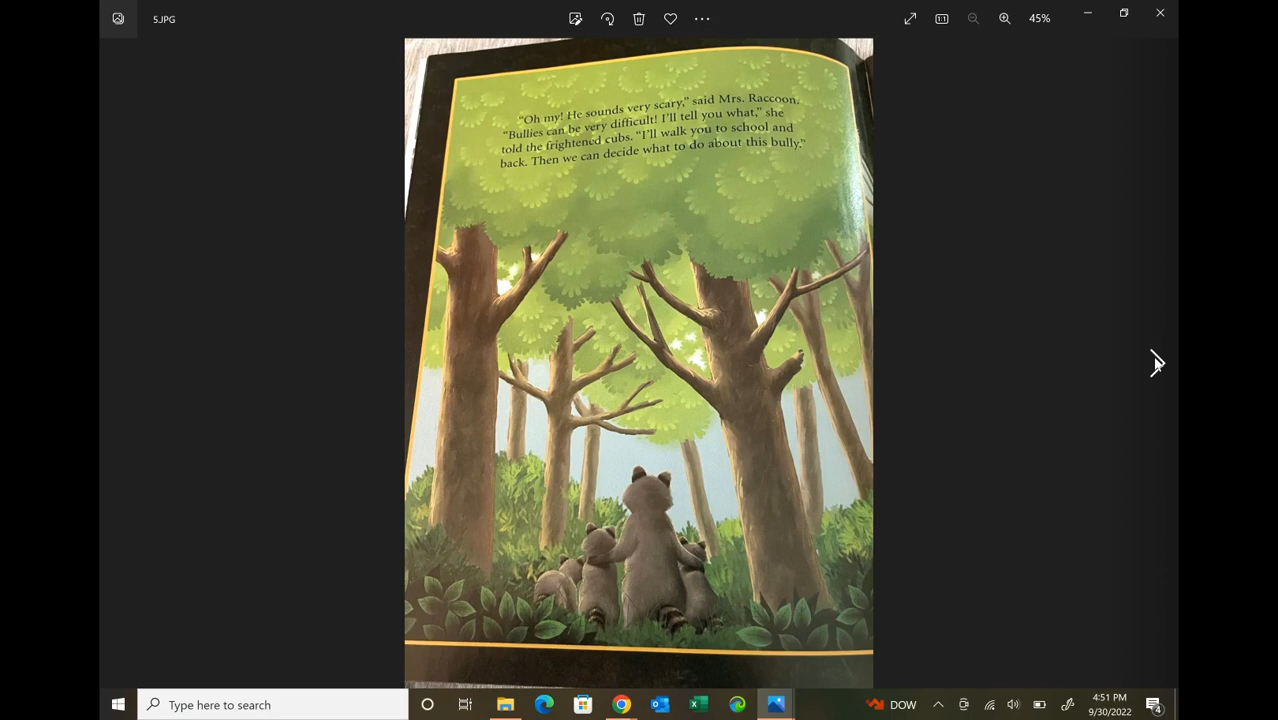 5.JPG
45%
"Oh my! He sounds very scary," said Mrs. Raccoon.
"Bullies can be very difficult! I'll tell you what," she
told the frightened cubs. "I'll walk you to school and
back. Then we can decide what to do about this bully."
Type here to search
DOW
4:51 PM
9/30/2022
4